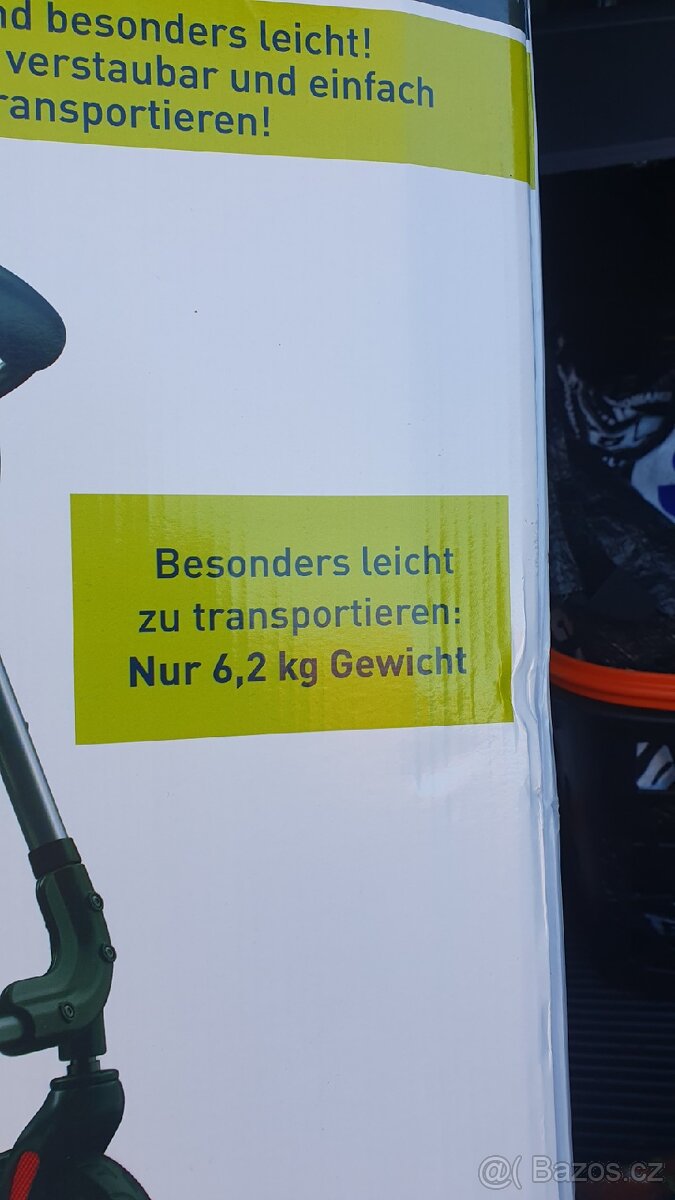 nd besonders leicht!
verstaubar und einfach
ransportieren!
Besonders leicht
zu transportieren:
Nur 6,2 kg Gewicht
@( Bazos.cz